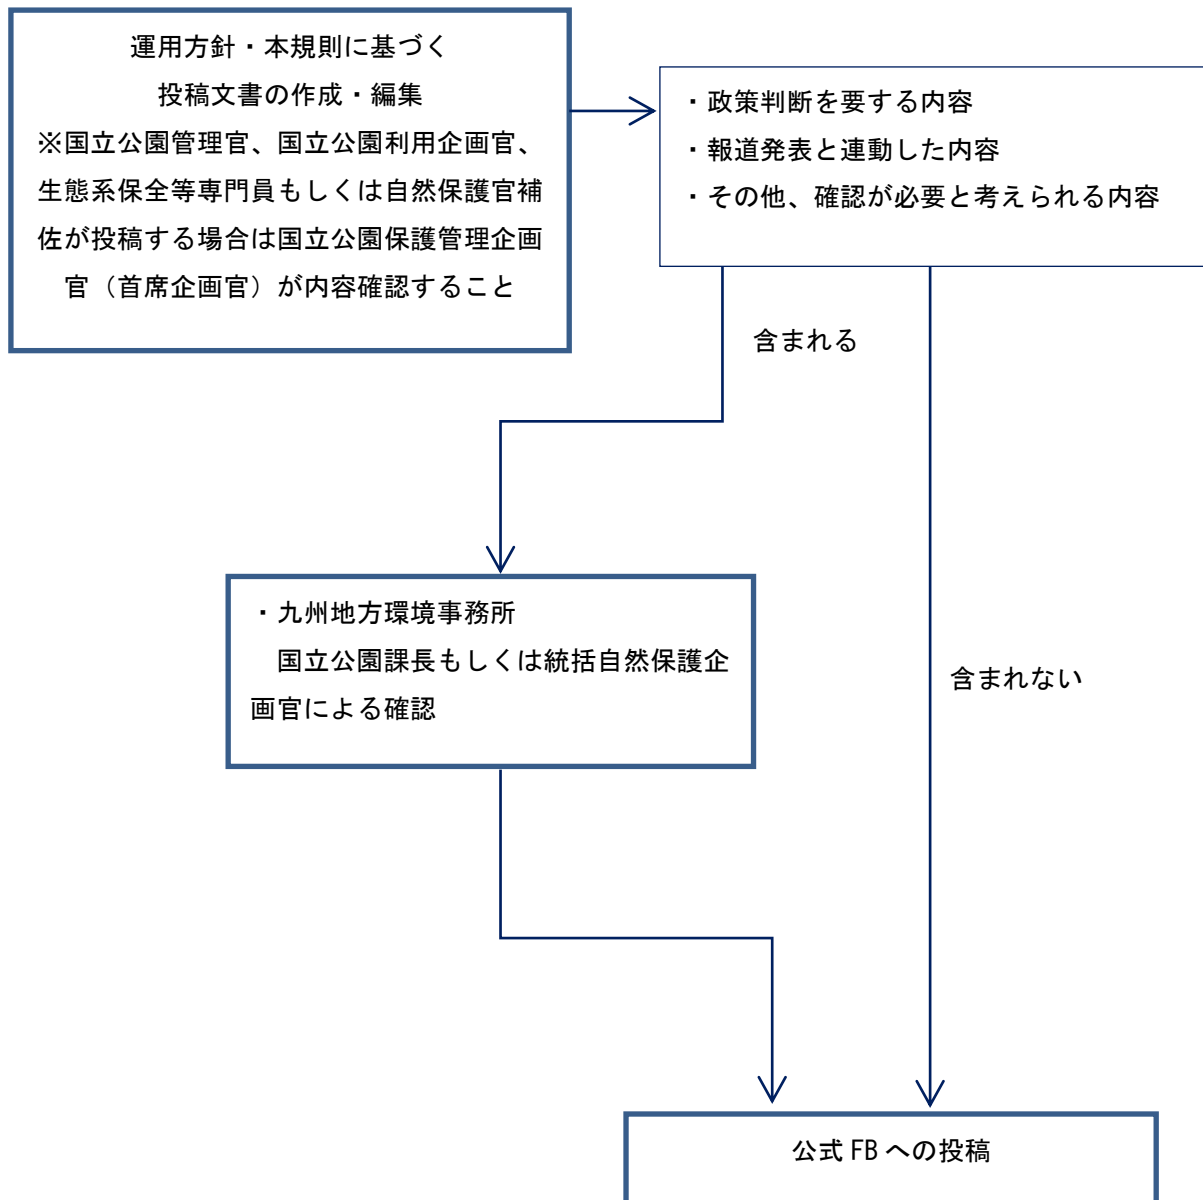 運用方針・本規則に基づく
投稿文書の作成・編集
※国立公園管理官、国立公園利用企画官、
生態系保全等専門員もしくは自然保護官補
佐が投稿する場合は国立公園保護管理企画
官（首席企画官）が内容確認すること
・政策判断を要する内容
・報道発表と連動した内容
・その他、確認が必要と考えられる内容
含まれる
・九州地方環境事務所
国立公園課長もしくは統括自然保護企
画官による確認
含まれない
公式 FB への投稿